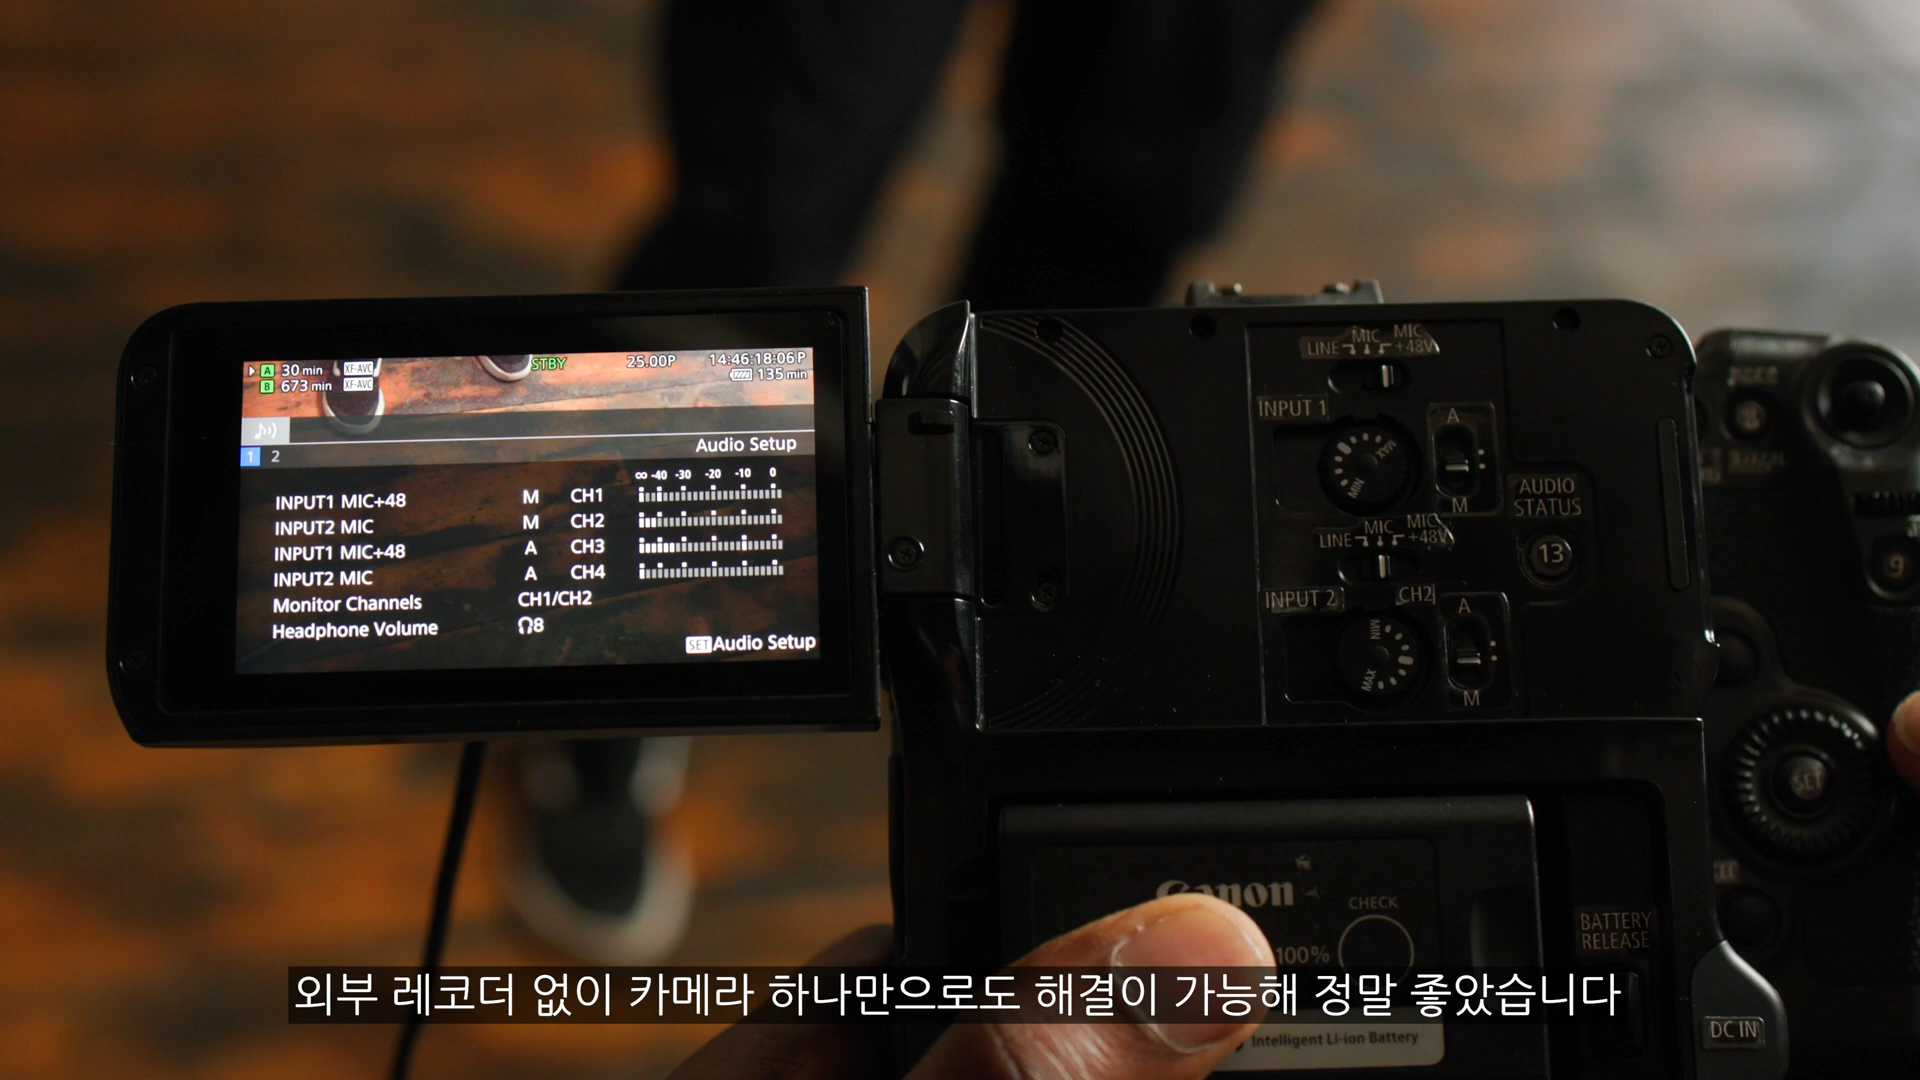 A 30 min XF-AVC STBY 25.00P 14:46:18:06 P
B 673 min XF-AVC 135 min
Audio Setup
1 2
∞ -40 -30 -20 -10 0
INPUT1 MIC+48 M CH1
INPUT2 MIC M CH2
INPUT1 MIC+48 A CH3
INPUT2 MIC A CH4
Monitor Channels CH1/CH2
Headphone Volume 8
SET Audio Setup
MIC MIC
LINE +48V
INPUT 1
A
MAX
MIN
M
AUDIO
STATUS
13
MIC MIC
LINE +48V
INPUT 2 CH2
A
MIN
MAX
M
9
SET
Canon
CHECK
100%
BATTERY
RELEASE
외부 레코더 없이 카메라 하나만으로도 해결이 가능해 정말 좋았습니다
Intelligent Li-ion Battery
DC IN